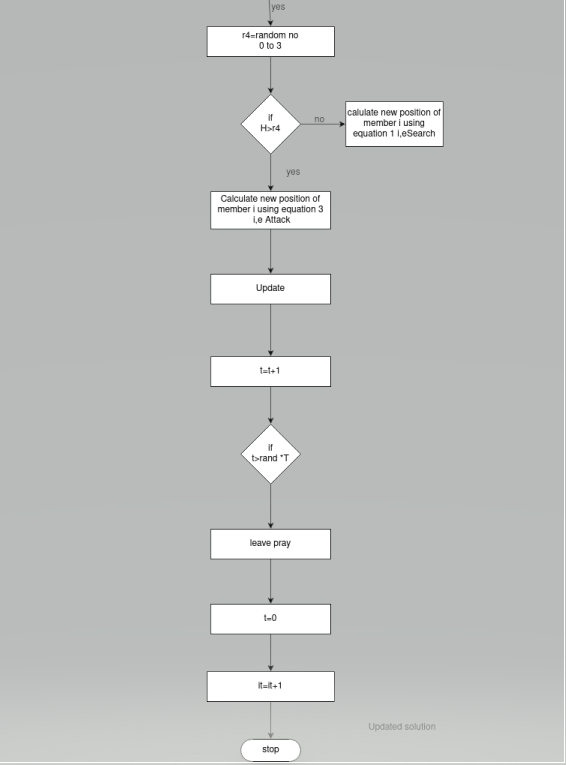 yes
r4=random no
0 to 3
if
H>r4
no
calulate new position of
member i using
equation 1 i,eSearch
yes
Calculate new position of
member i using equation 3
i,e Attack
Update
t=t+1
if
t>rand *T
leave pray
t=0
it=it+1
Updated solution
stop